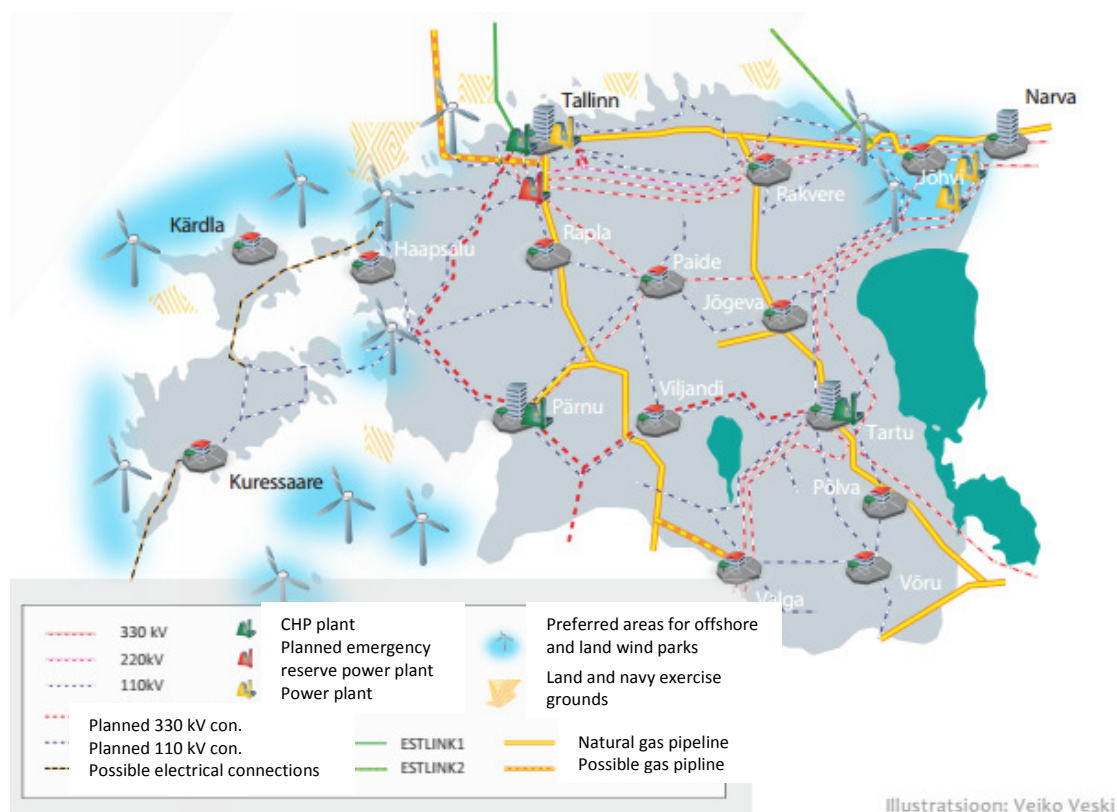 Tallinn
Narva
Jõhvi
Rakvere
Kärdla
Haapsalu
Rapla
Paide
Jõgeva
Viljandi
Pärnu
Tartu
Kuressaare
Põlva
Võru
Valga
330 kV
220kV
110kV
CHP plant
Planned emergency
reserve power plant
Power plant
Preferred areas for offshore
and land wind parks
Land and navy exercise
grounds
Planned 330 kV con.
Planned 110 kV con.
Possible electrical connections
ESTLINK1
ESTLINK2
Natural gas pipeline
Possible gas pipline
Illustratsioon: Veiko Veski